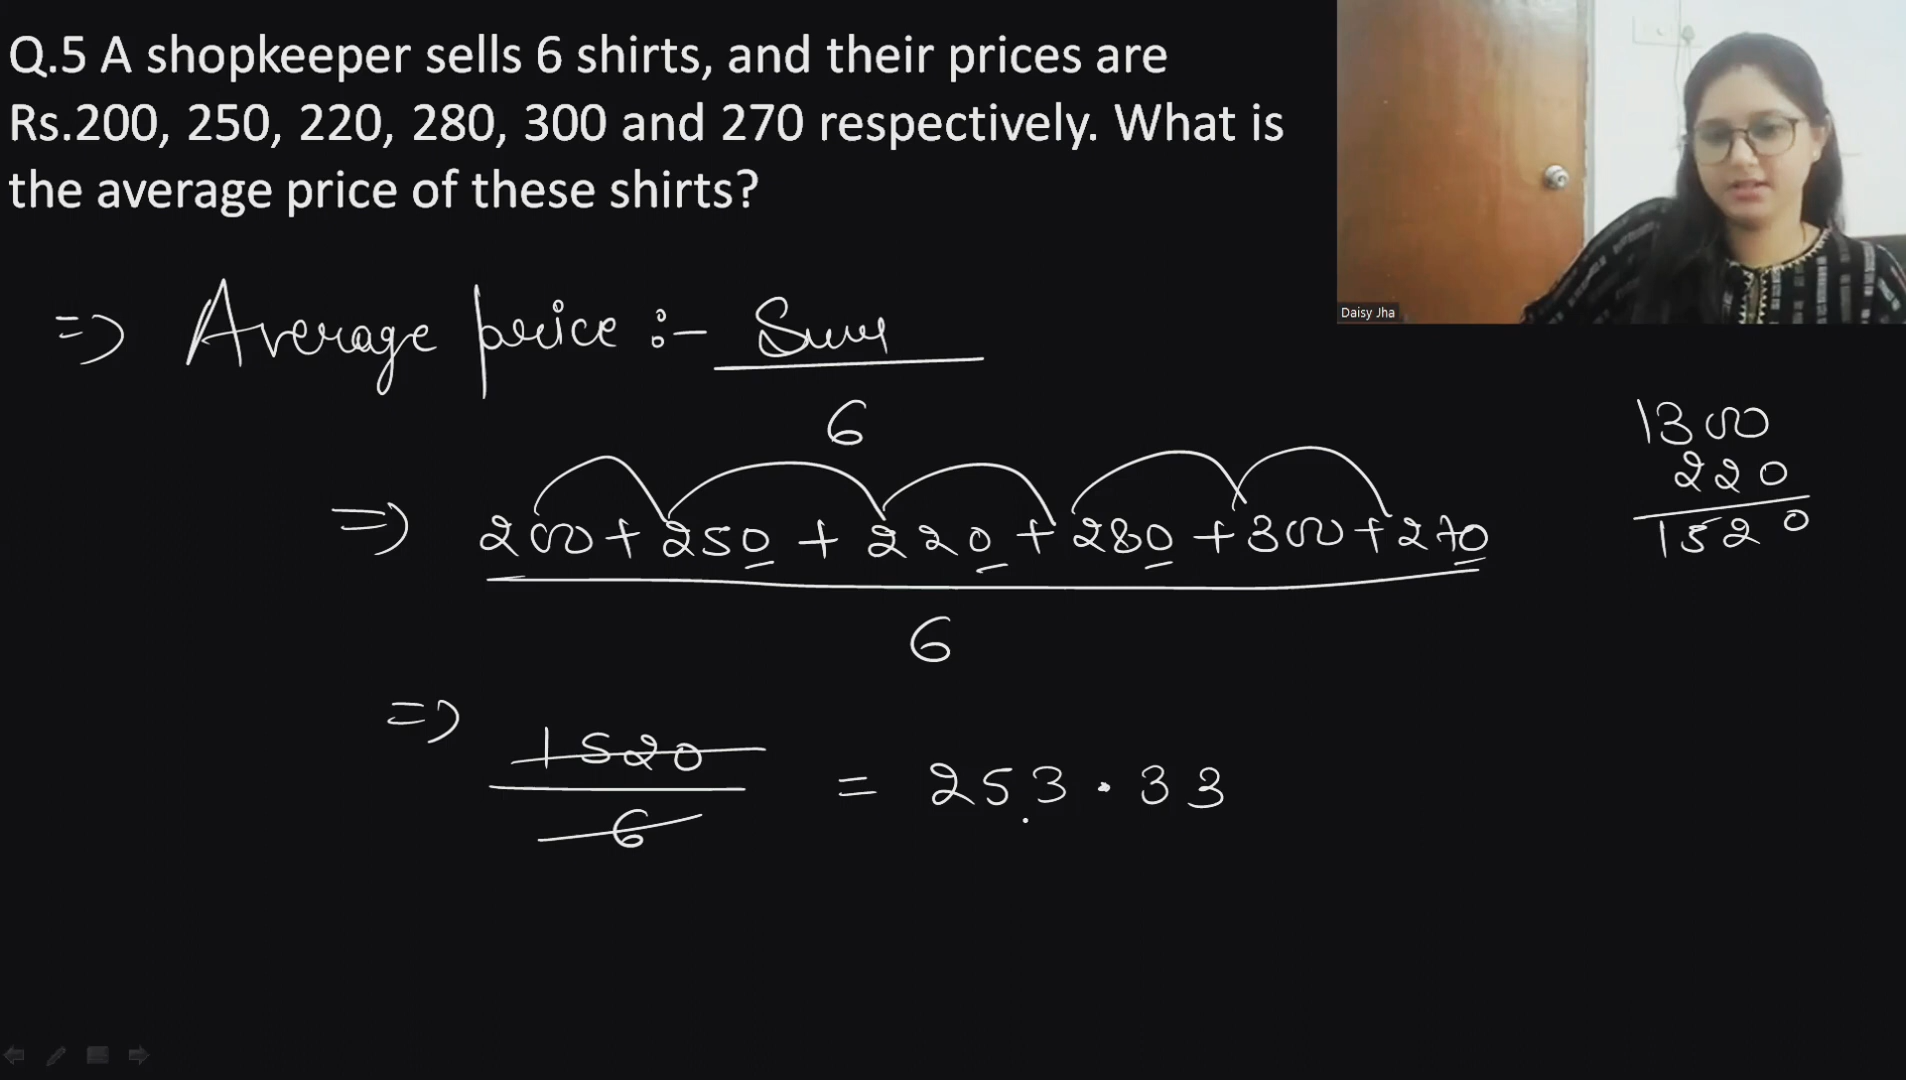 Q.5 A shopkeeper sells 6 shirts, and their prices are
Rs.200, 250, 220, 280, 300 and 270 respectively. What is
the average price of these shirts?
Daisy Jha
=> Average price :- Sum
6
=> 200 + 250 + 220 + 280 + 300 + 270
6
1300
220
1520
=> 1520
6
= 253.33